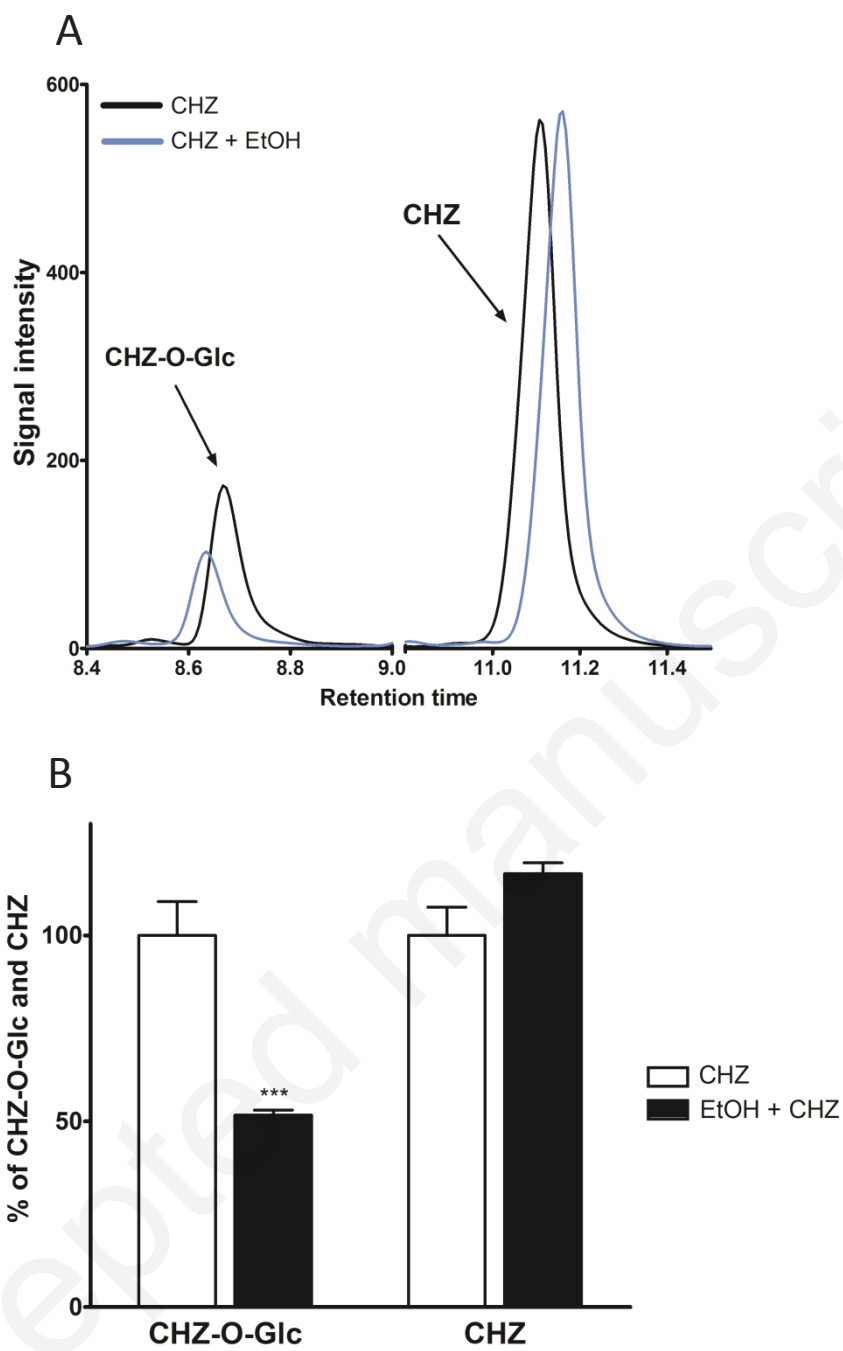 A
600
CHZ
CHZ + EtOH
CHZ
400
Signal intensity
CHZ-O-Glc
200
0
8.4 8.6 8.8 9.0 11.0 11.2 11.4
Retention time
B
% of CHZ-O-Glc and CHZ
100
***
CHZ
50
EtOH + CHZ
0
CHZ-O-Glc CHZ
epted manuscri